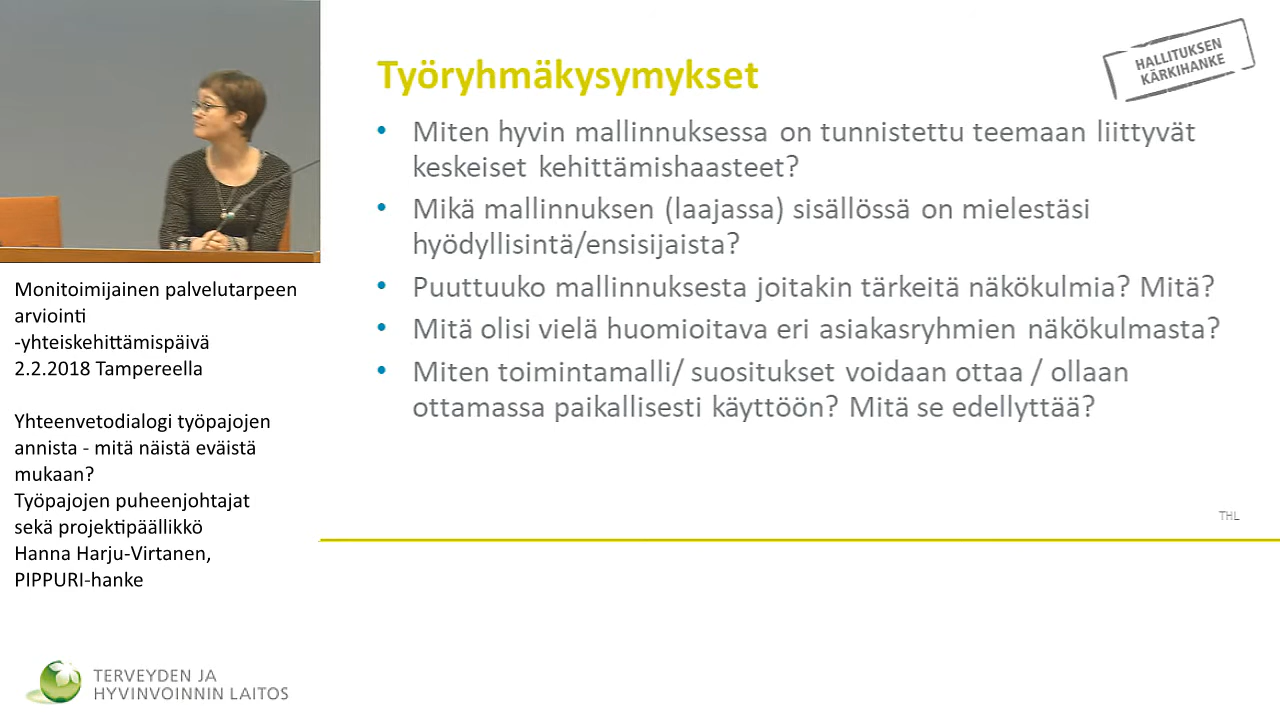 Työryhmäkysymykset
HALLITUKSEN
KÄRKIHANKE
• Miten hyvin mallinnuksessa on tunnistettu teemaan liittyvät
keskeiset kehittämishaasteet?
• Mikä mallinnuksen (laajassa) sisällössä on mielestäsi
hyödyllisintä/ensisijaista?
• Puuttuuko mallinnuksesta joitakin tärkeitä näkökulmia? Mitä?
• Mitä olisi vielä huomioitava eri asiakasryhmien näkökulmasta?
• Miten toimintamalli/ suositukset voidaan ottaa / ollaan
ottamassa paikallisesti käyttöön? Mitä se edellyttää?
THL
Monitoimijainen palvelutarpeen
arviointi
-yhteiskehittämispäivä
2.2.2018 Tampereella
Yhteenvetodialogi työpajojen
annista - mitä näistä eväistä
mukaan?
Työpajojen puheenjohtajat
sekä projektipäällikkö
Hanna Harju-Virtanen,
PIPPURI-hanke
TERVEYDEN JA
HYVINVOINNIN LAITOS